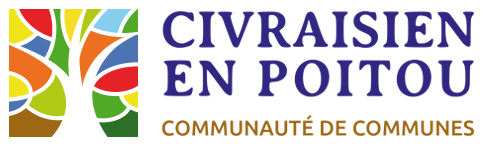 CIVRAISIEN
EN POITOU
COMMUNAUTÉ DE COMMUNES